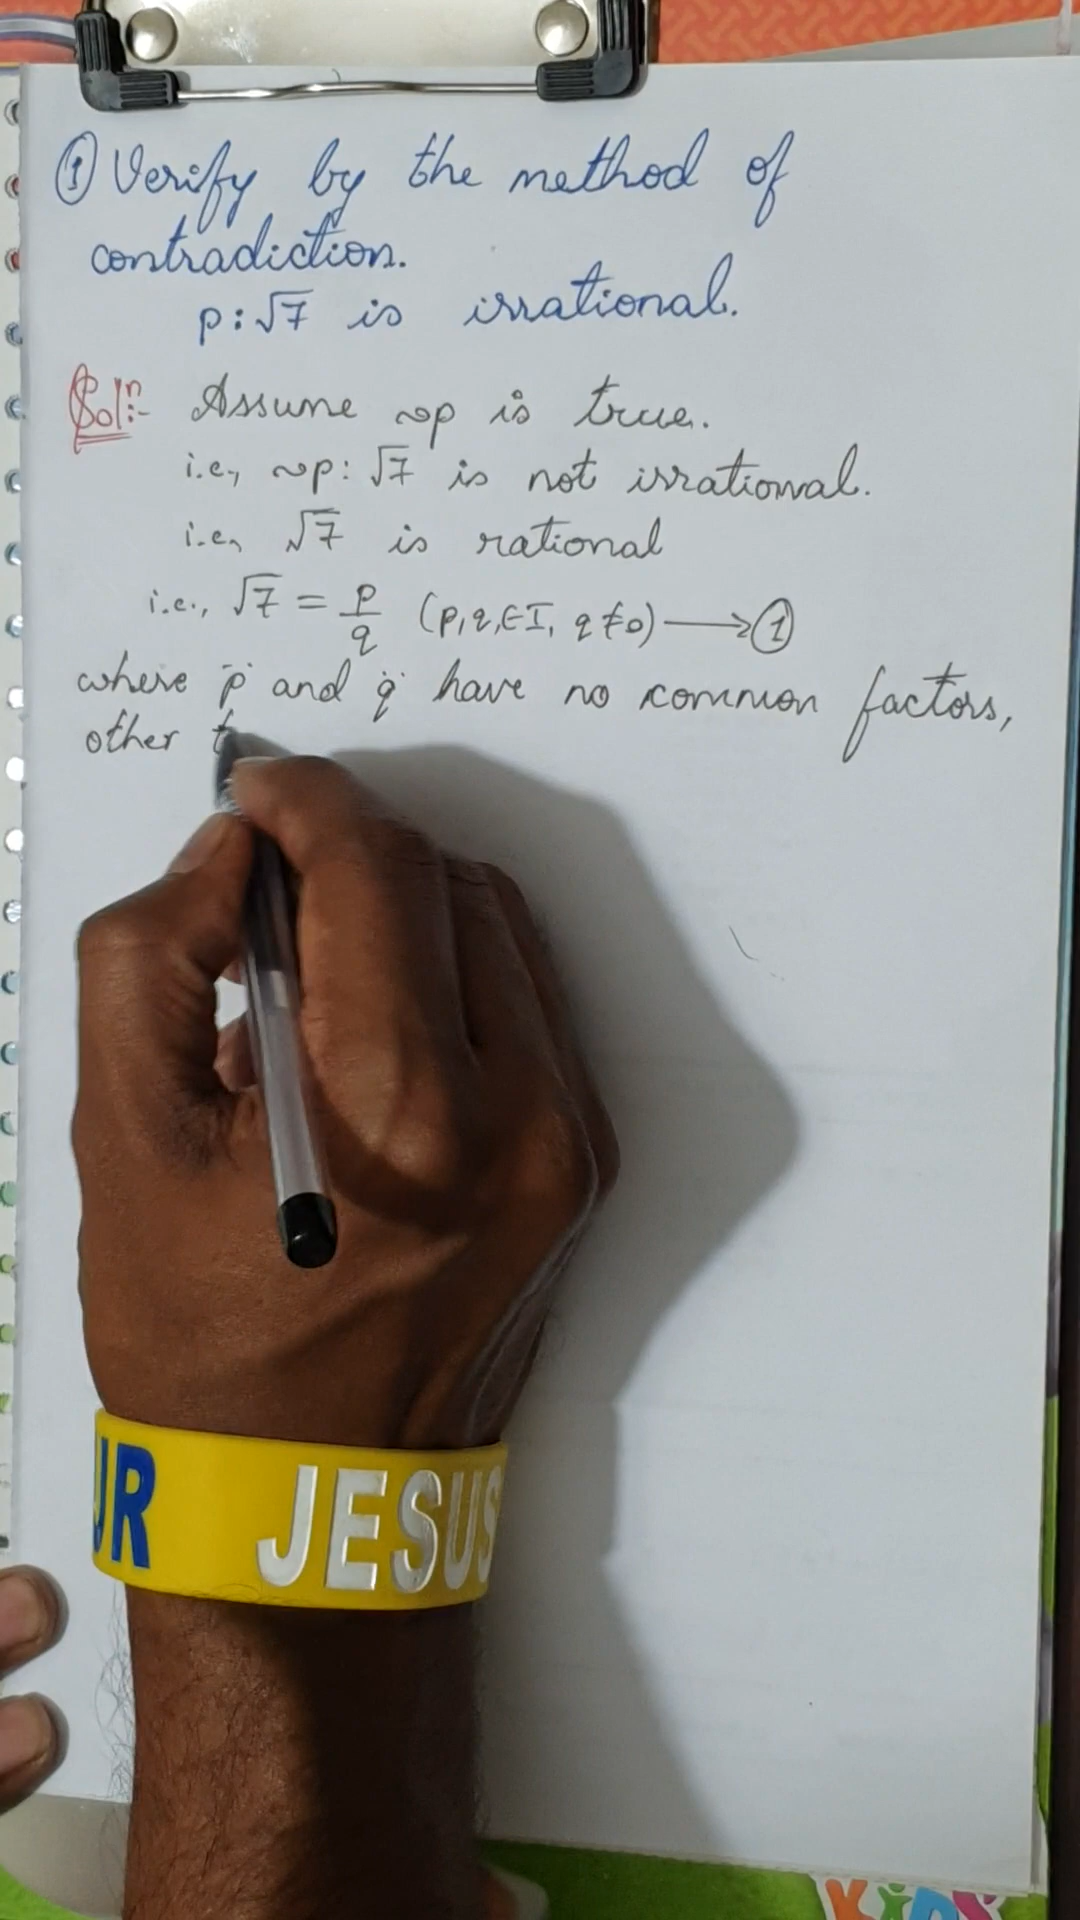 ① Verify by the method of
contradiction.
p: √7 is irrational.
Solⁿ:- Assume ~p is true.
i.e., ~p: √7 is not irrational.
i.e., √7 is rational
i.e., √7 = p/q (p,q,∈I, q≠0) ⟶ ①
where "p" and "q" have no common factors,
other t
UR JESUS
KiDS